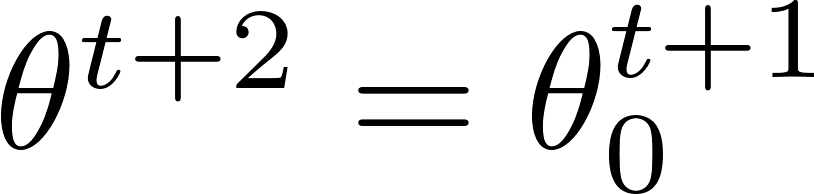 θ^{t+2} = θ_0^{t+1}